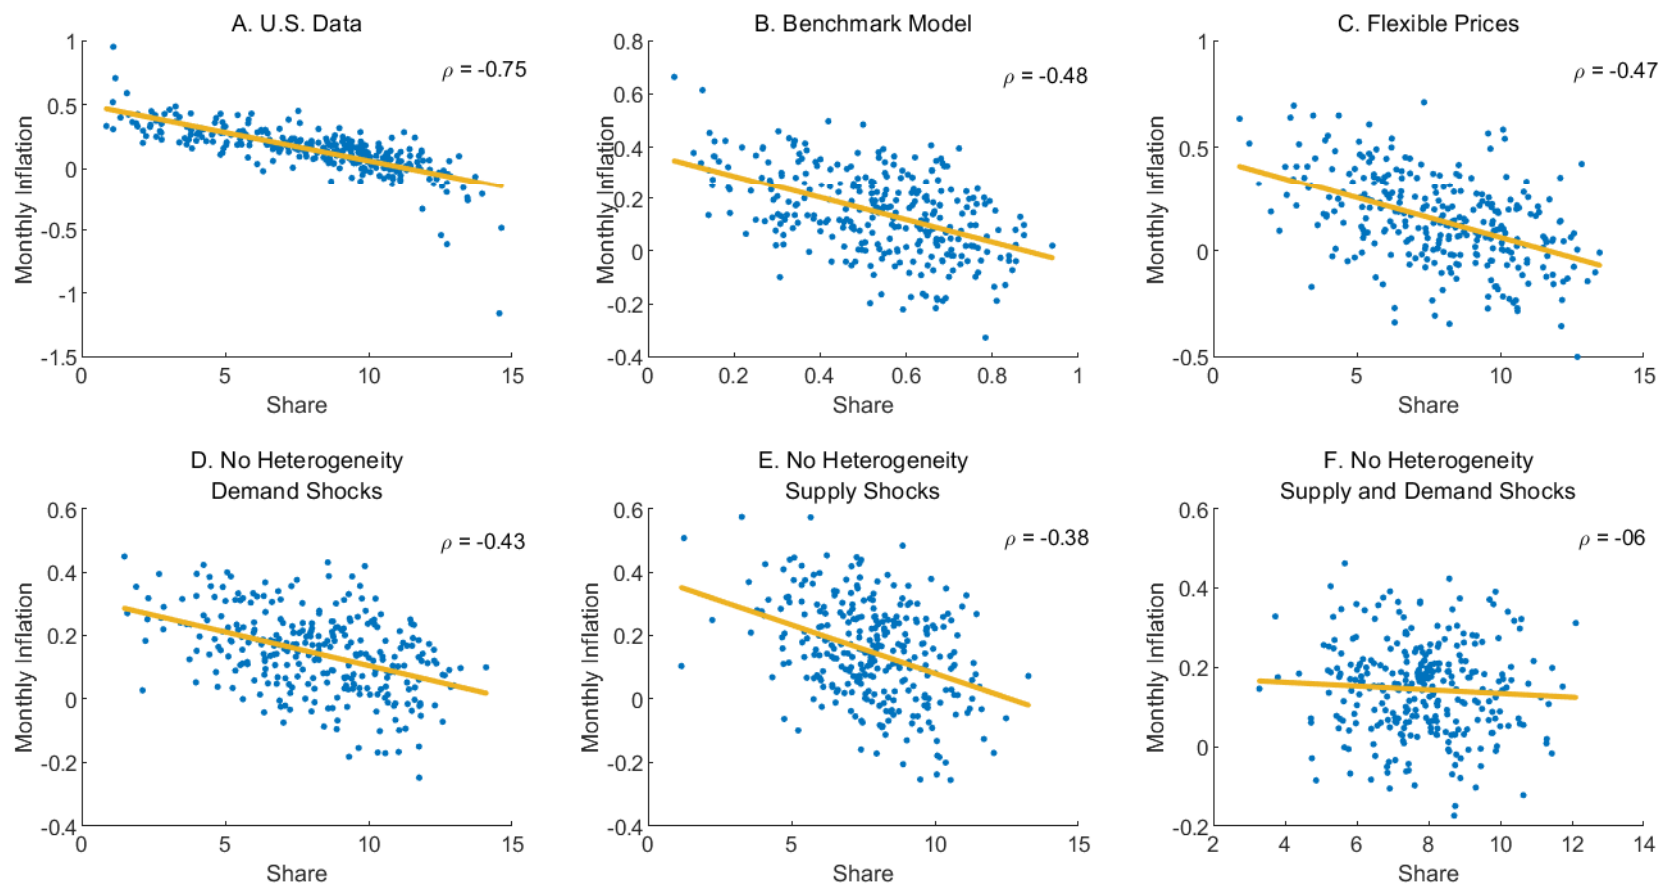 A. U.S. Data
ρ = -0.75
Monthly Inflation
1
0.5
0
-0.5
-1
-1.5
0
5
10
15
Share
B. Benchmark Model
ρ = -0.48
Monthly Inflation
0.8
0.6
0.4
0.2
0
-0.2
-0.4
0
0.2
0.4
0.6
0.8
1
Share
C. Flexible Prices
ρ = -0.47
Monthly Inflation
1
0.5
0
-0.5
0
5
10
15
Share
D. No Heterogeneity
Demand Shocks
ρ = -0.43
Monthly Inflation
0.6
0.4
0.2
0
-0.2
-0.4
0
5
10
15
Share
E. No Heterogeneity
Supply Shocks
ρ = -0.38
Monthly Inflation
0.6
0.4
0.2
0
-0.2
-0.4
0
5
10
15
Share
F. No Heterogeneity
Supply and Demand Shocks
ρ = -06
Monthly Inflation
0.6
0.4
0.2
0
-0.2
2
4
6
8
10
12
14
Share